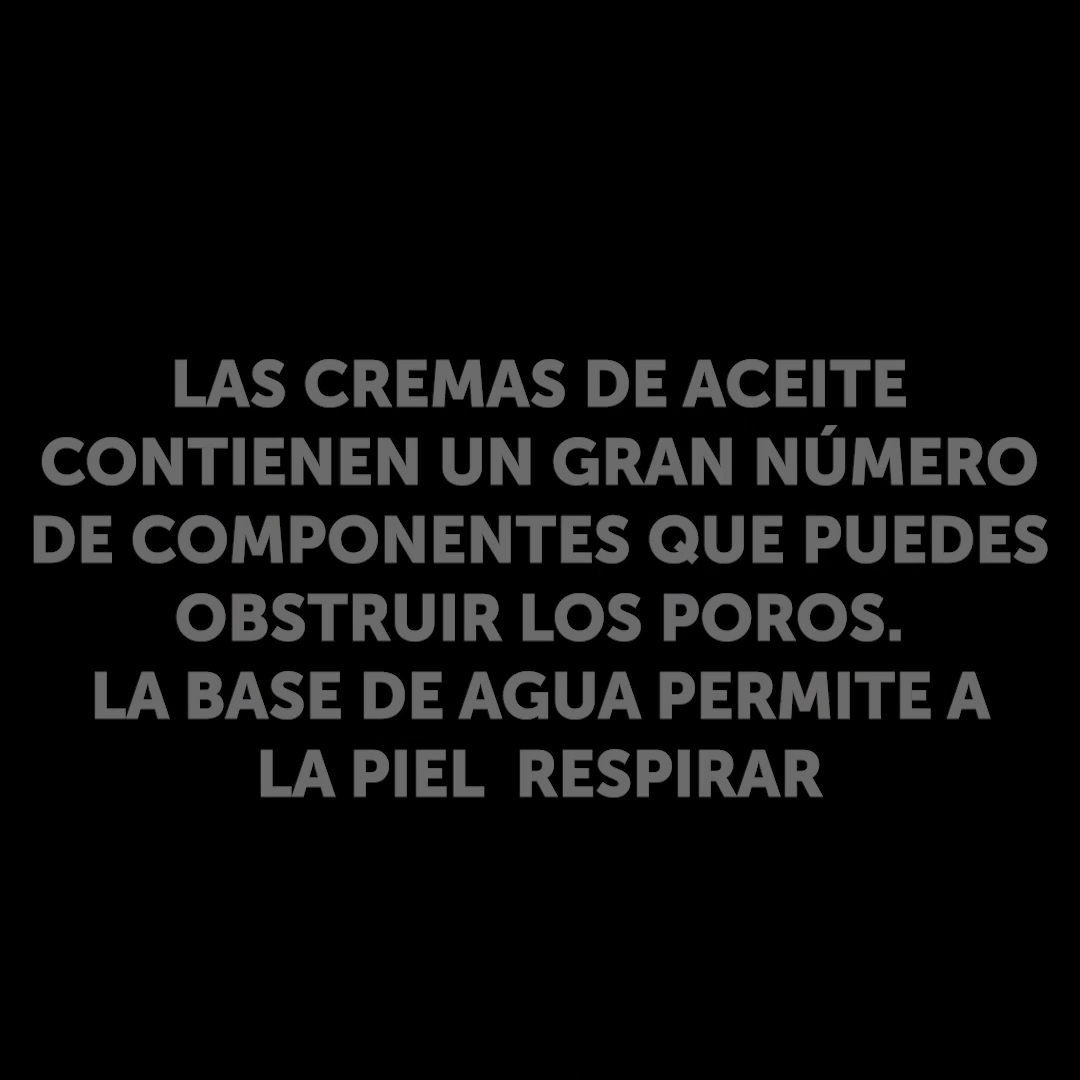 LAS CREMAS DE ACEITE
CONTIENEN UN GRAN NÚMERO
DE COMPONENTES QUE PUEDES
OBSTRUIR LOS POROS.
LA BASE DE AGUA PERMITE A
LA PIEL  RESPIRAR